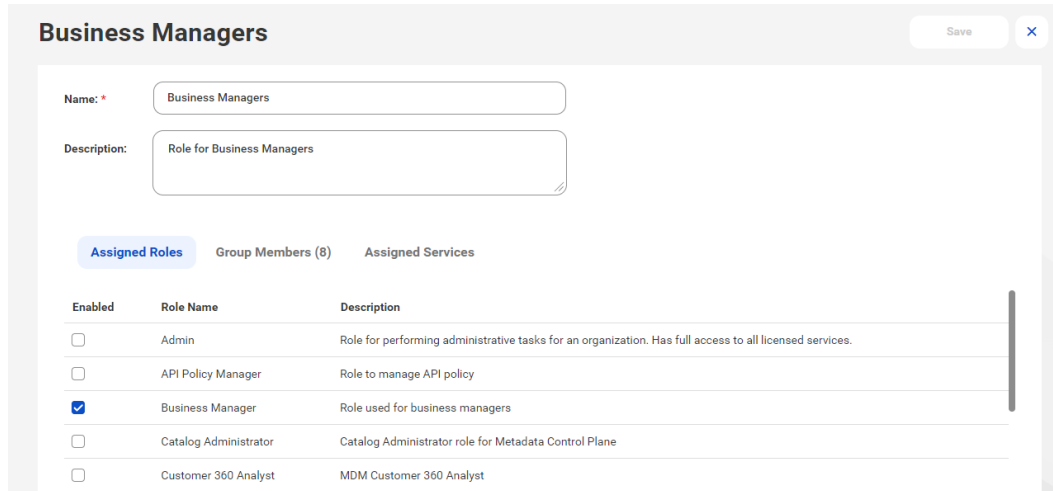 Business Managers
Save
Name: *
Business Managers
Description:
Role for Business Managers
Assigned Roles Group Members (8) Assigned Services
Enabled Role Name Description
Admin Role for performing administrative tasks for an organization. Has full access to all licensed services.
API Policy Manager Role to manage API policy
Business Manager Role used for business managers
Catalog Administrator Catalog Administrator role for Metadata Control Plane
Customer 360 Analyst MDM Customer 360 Analyst